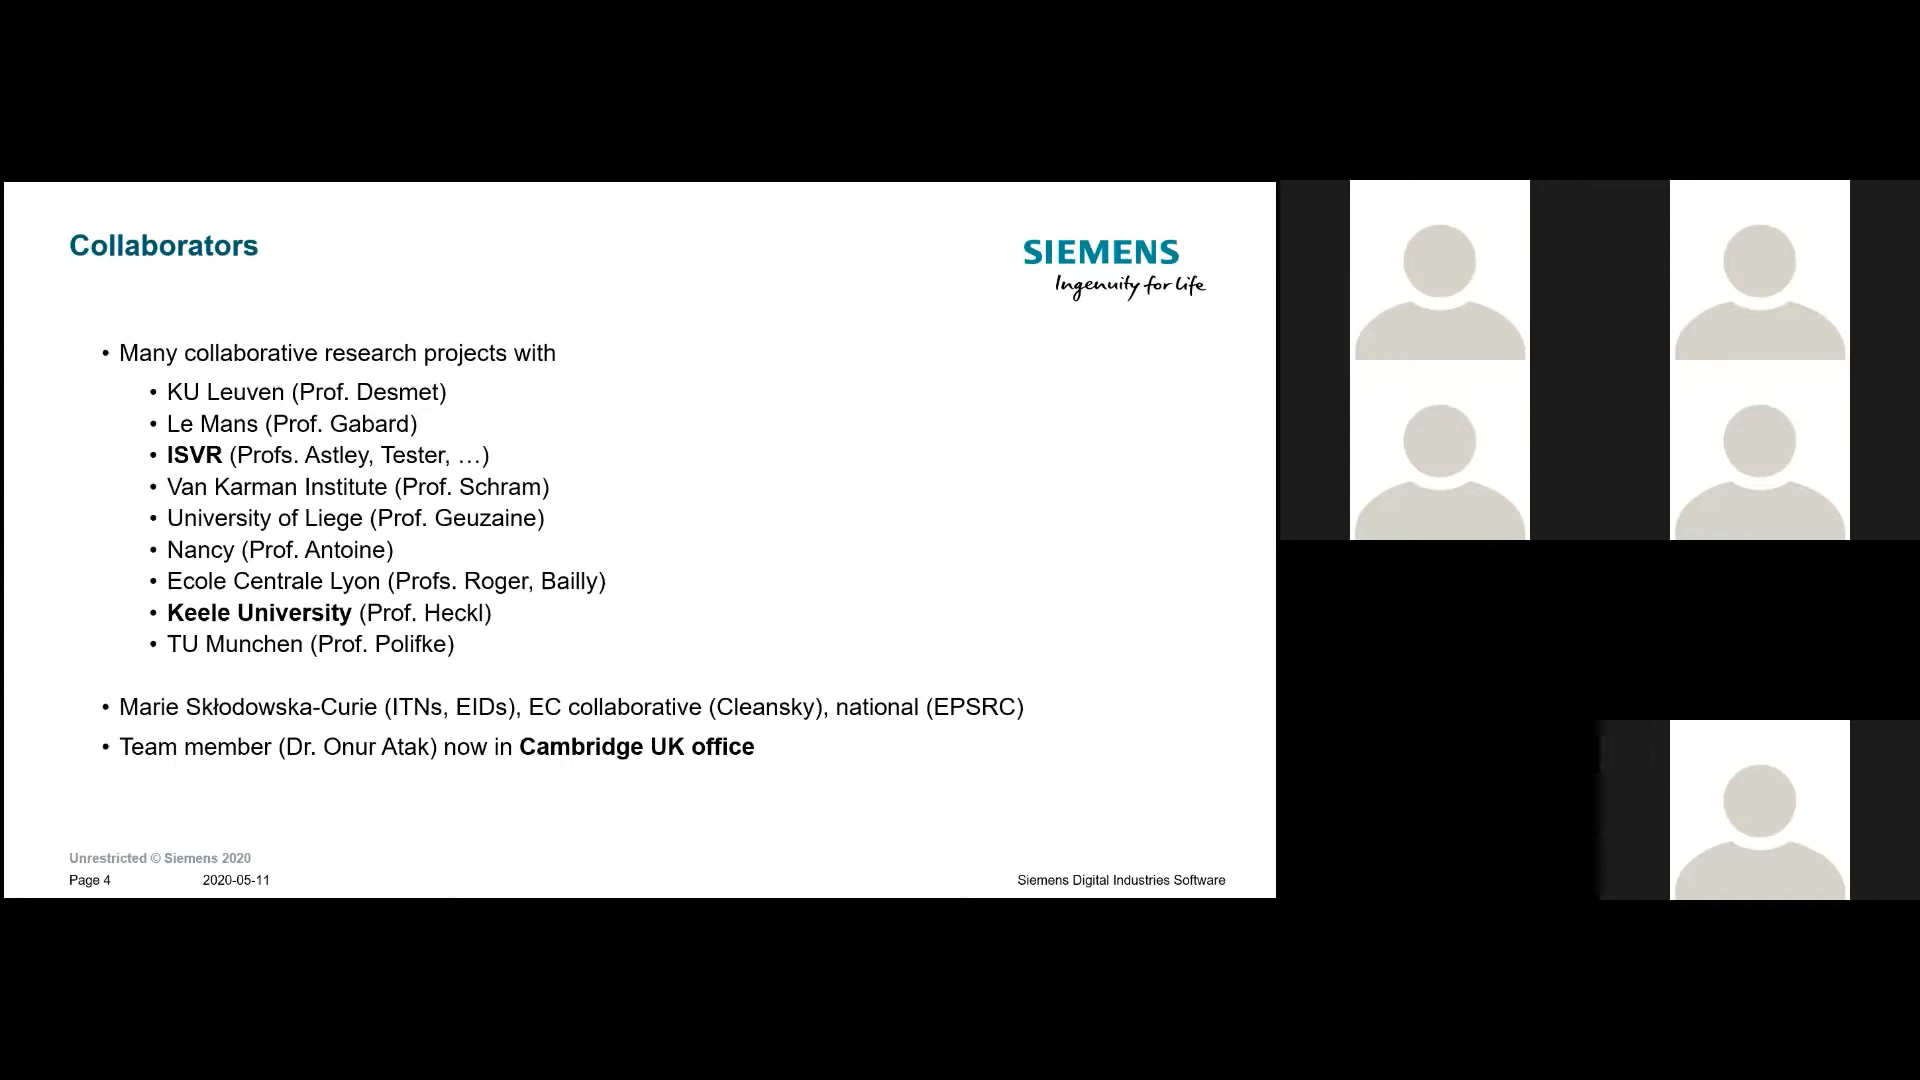 Collaborators
SIEMENS
Ingenuity for life
• Many collaborative research projects with
• KU Leuven (Prof. Desmet)
• Le Mans (Prof. Gabard)
• ISVR (Profs. Astley, Tester, …)
• Van Karman Institute (Prof. Schram)
• University of Liege (Prof. Geuzaine)
• Nancy (Prof. Antoine)
• Ecole Centrale Lyon (Profs. Roger, Bailly)
• Keele University (Prof. Heckl)
• TU Munchen (Prof. Polifke)
• Marie Skłodowska-Curie (ITNs, EIDs), EC collaborative (Cleansky), national (EPSRC)
• Team member (Dr. Onur Atak) now in Cambridge UK office
Unrestricted © Siemens 2020
Page 4 2020-05-11 Siemens Digital Industries Software